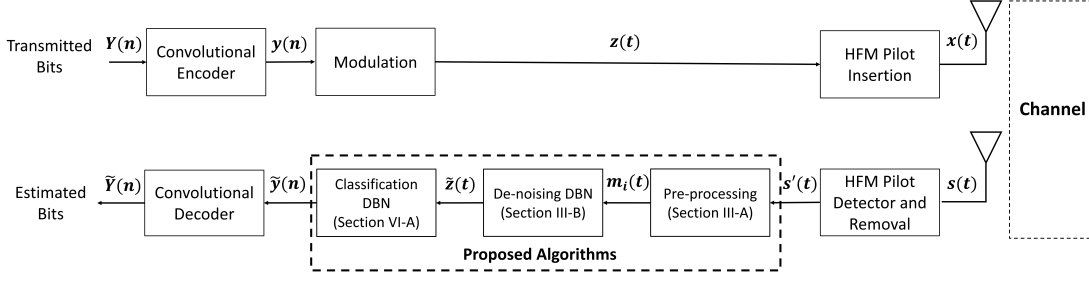 Transmitted
Bits
Y(n)
Convolutional
Encoder
y(n)
Modulation
z(t)
HFM Pilot
Insertion
x(t)
Channel
Estimated
Bits
Ỹ(n)
Convolutional
Decoder
ỹ(n)
Classification
DBN
(Section VI-A)
z̃(t)
De-noising DBN
(Section III-B)
mᵢ(t)
Pre-processing
(Section III-A)
s′(t)
HFM Pilot
Detector and
Removal
s(t)
Proposed Algorithms